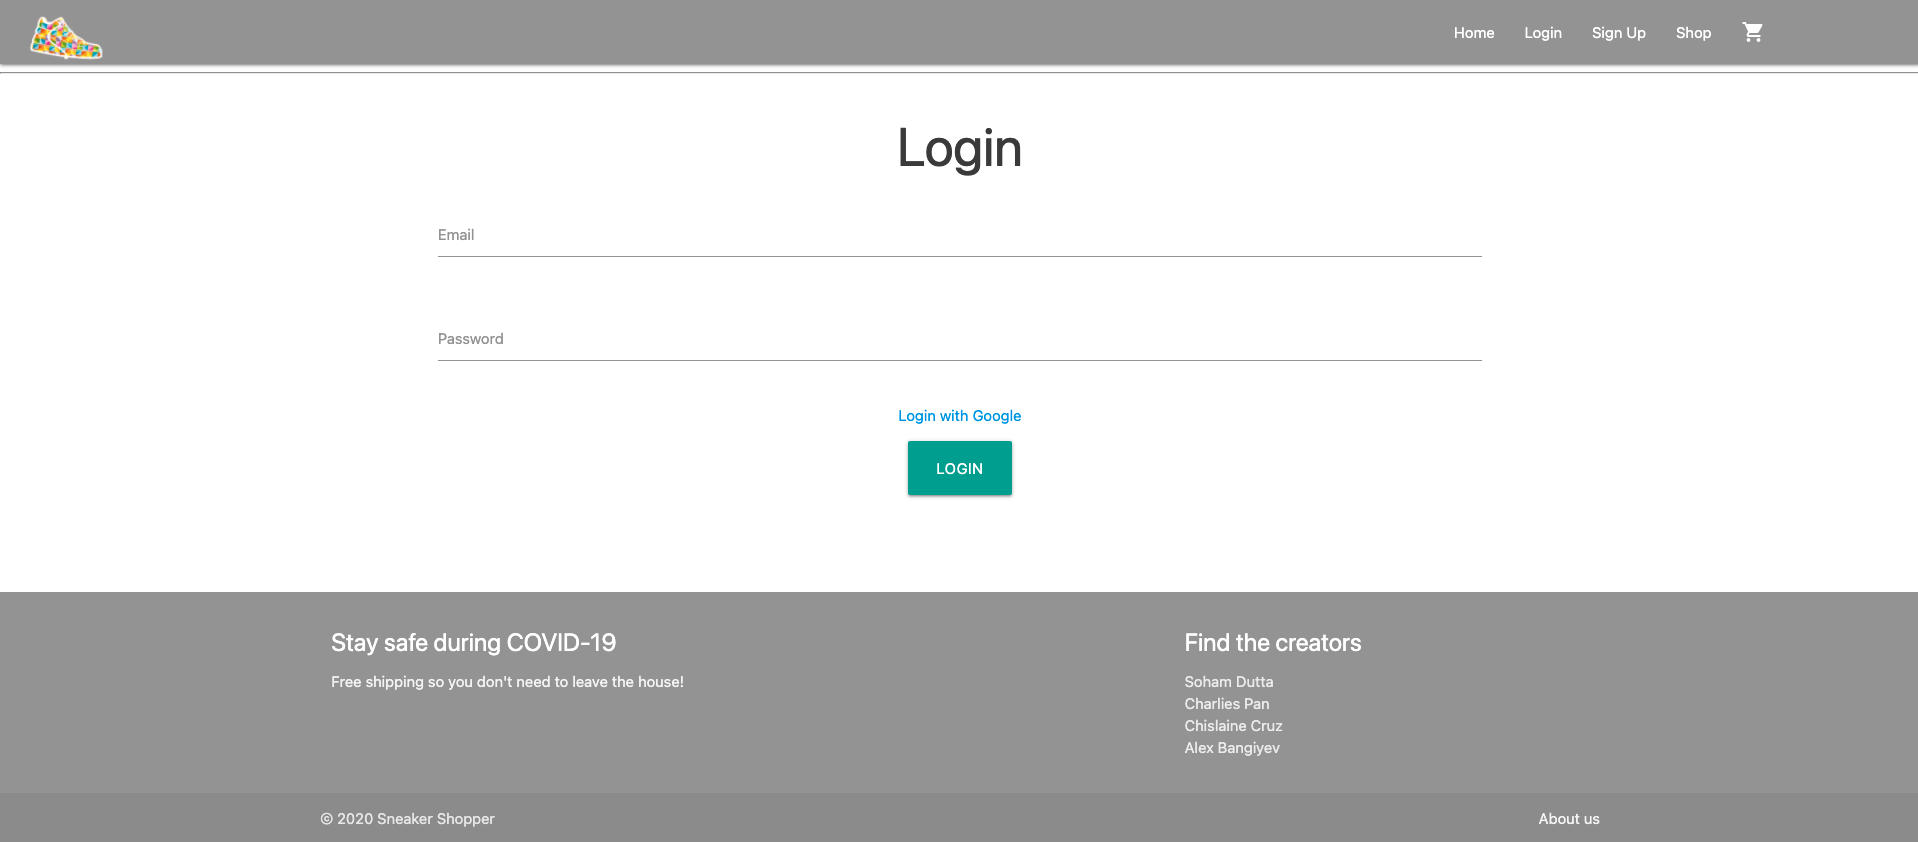 Home Login Sign Up Shop
Login
Email
Password
Login with Google
LOGIN
Stay safe during COVID-19
Free shipping so you don't need to leave the house!
Find the creators
Soham Dutta
Charlies Pan
Chislaine Cruz
Alex Bangiyev
© 2020 Sneaker Shopper
About us